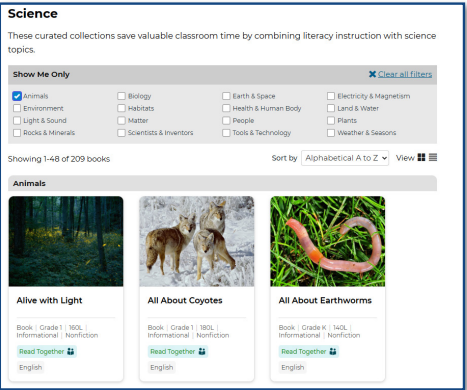 Science
These curated collections save valuable classroom time by combining literacy instruction with science
topics.
Show Me Only
✖ Clear all filters
Animals Biology Earth & Space Electricity & Magnetism
Environment Habitats Health & Human Body Land & Water
Light & Sound Matter People Plants
Rocks & Minerals Scientists & Inventors Tools & Technology Weather & Seasons
Showing 1-48 of 209 books
Sort by Alphabetical A to Z View
Animals
Alive with Light
Book | Grade 1 | 160L |
Informational | Nonfiction
Read Together
English
All About Coyotes
Book | Grade 1 | 180L |
Informational | Nonfiction
Read Together
English
All About Earthworms
Book | Grade K | 140L |
Informational | Nonfiction
Read Together
English